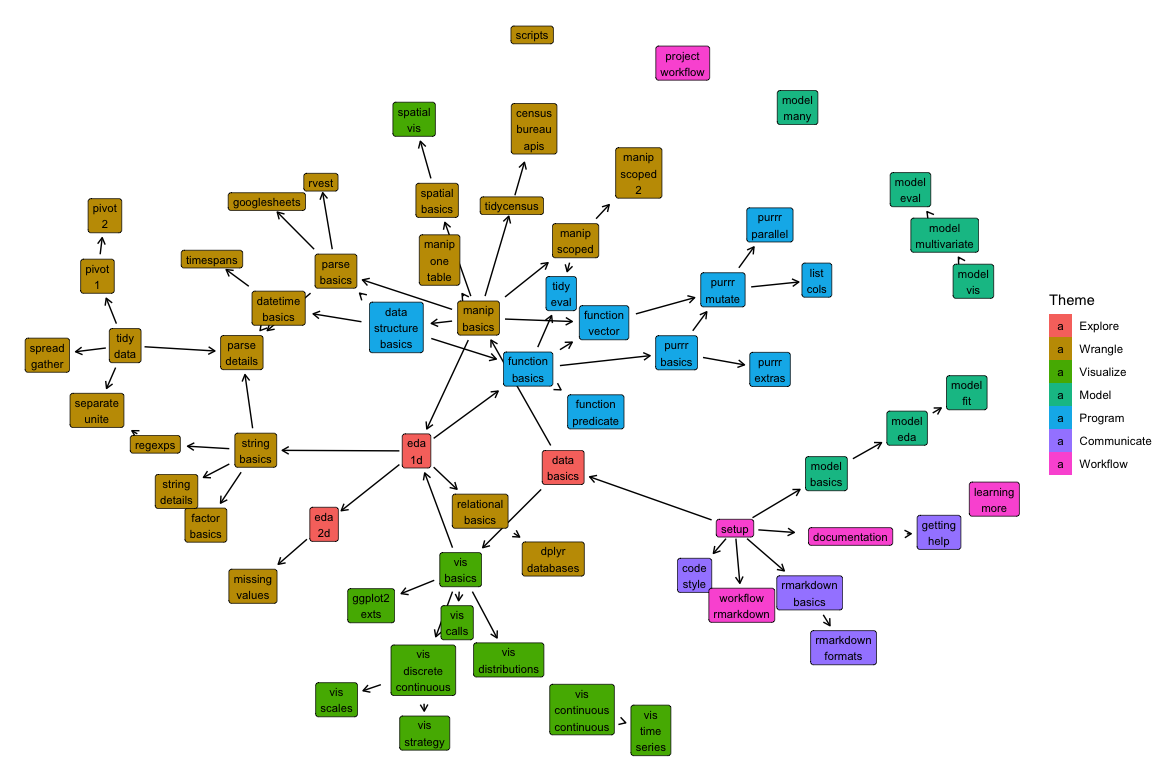 scripts
project
workflow
model
many
spatial
vis
census
bureau
apis
manip
scoped
2
rvest
googlesheets
spatial
basics
tidycensus
model
eval
pivot
2
purrr
parallel
manip
scoped
model
multivariate
timespans
parse
basics
manip
one
table
pivot
1
tidy
eval
purrr
mutate
list
cols
model
vis
datetime
basics
data
structure
basics
manip
basics
function
vector
Theme
a Explore
a Wrangle
a Visualize
a Model
a Program
a Communicate
a Workflow
spread
gather
tidy
data
parse
details
function
basics
purrr
basics
purrr
extras
separate
unite
function
predicate
model
fit
model
eda
regexps
string
basics
eda
1d
data
basics
model
basics
string
details
factor
basics
eda
2d
relational
basics
learning
more
setup
documentation
getting
help
missing
values
vis
basics
dplyr
databases
code
style
workflow
rmarkdown
rmarkdown
basics
ggplot2
exts
vis
calls
rmarkdown
formats
vis
discrete
continuous
vis
distributions
vis
scales
vis
strategy
vis
continuous
continuous
vis
time
series